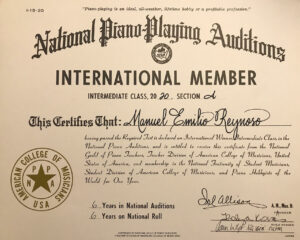 "Piano-playing is an ideal, all-weather, lifetime hobby or a profitable profession."
National Piano-Playing Auditions
INTERNATIONAL MEMBER
INTERMEDIATE CLASS, 2020, SECTION d
This Certifies That: Manuel Emilio Reynoso
having passed the Required Test is declared an International Winner Intermediate Class, in the
National Piano Auditions, and is entitled to receive this certificate from the National
Guild of Piano Teachers, Teacher Division of American College of Musicians, United
States of America, and membership in the National Fraternity of Student Musicians,
Student Division of American College of Musicians and Piano Hobbyists of the
World for One Year.
AMERICAN COLLEGE OF MUSICIANS
USA
6 Years in National Auditions
6 Years on National Roll